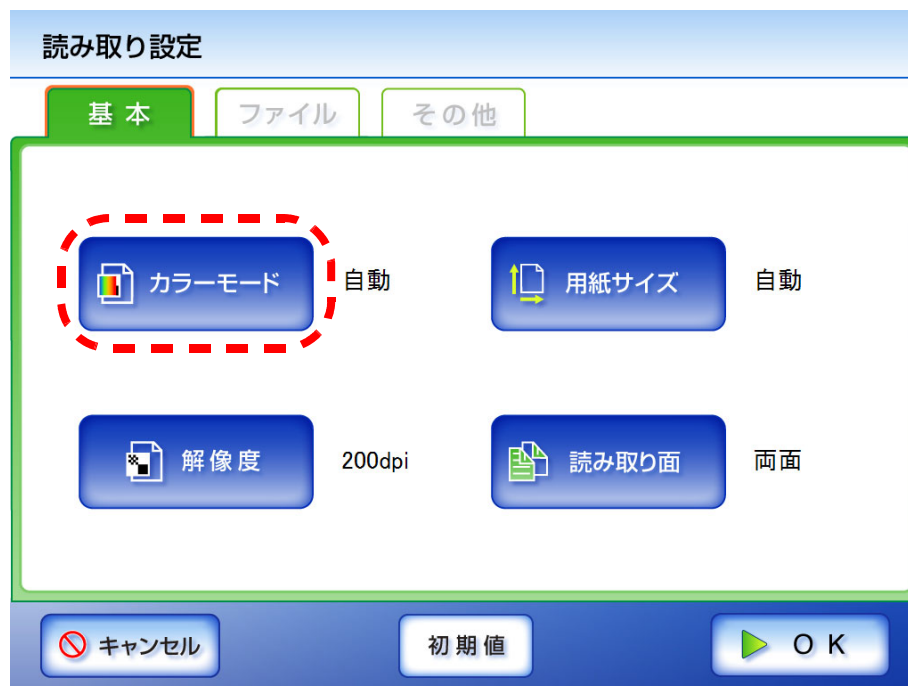 読み取り設定
基本 ファイル その他
カラーモード 自動 用紙サイズ 自動
解像度 200dpi 読み取り面 両面
キャンセル 初期値 OK